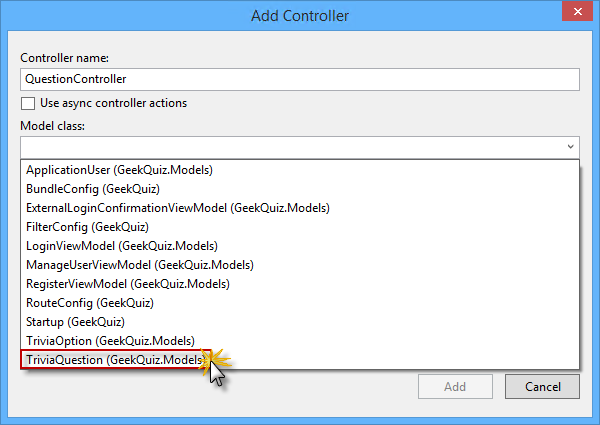 Add Controller
Controller name:
QuestionController
Use async controller actions
Model class:
ApplicationUser (GeekQuiz.Models)
BundleConfig (GeekQuiz)
ExternalLoginConfirmationViewModel (GeekQuiz.Models)
FilterConfig (GeekQuiz)
LoginViewModel (GeekQuiz.Models)
ManageUserViewModel (GeekQuiz.Models)
RegisterViewModel (GeekQuiz.Models)
RouteConfig (GeekQuiz)
Startup (GeekQuiz)
TriviaOption (GeekQuiz.Models)
TriviaQuestion (GeekQuiz.Models)
Add
Cancel